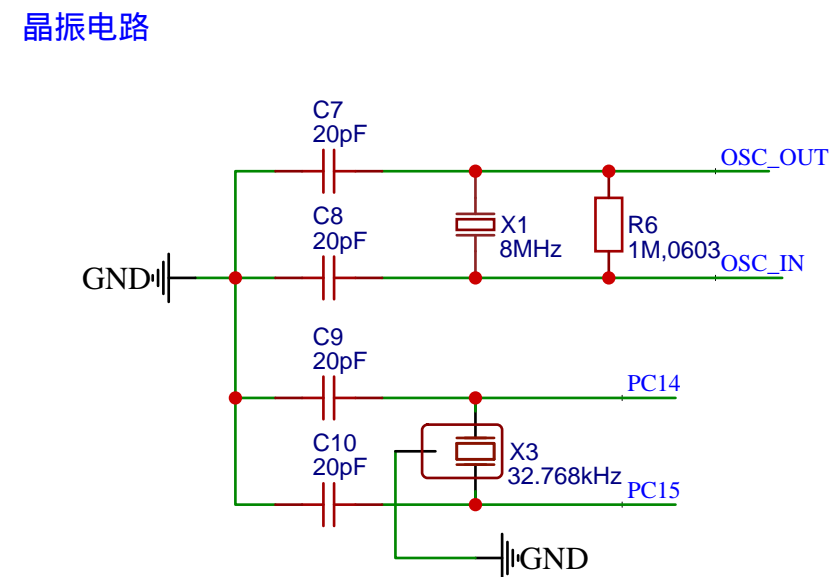 晶振电路
C7
20pF
OSC_OUT
C8
20pF
X1
8MHz
R6
1M,0603
OSC_IN
GND
C9
20pF
PC14
C10
20pF
X3
32.768kHz
PC15
GND